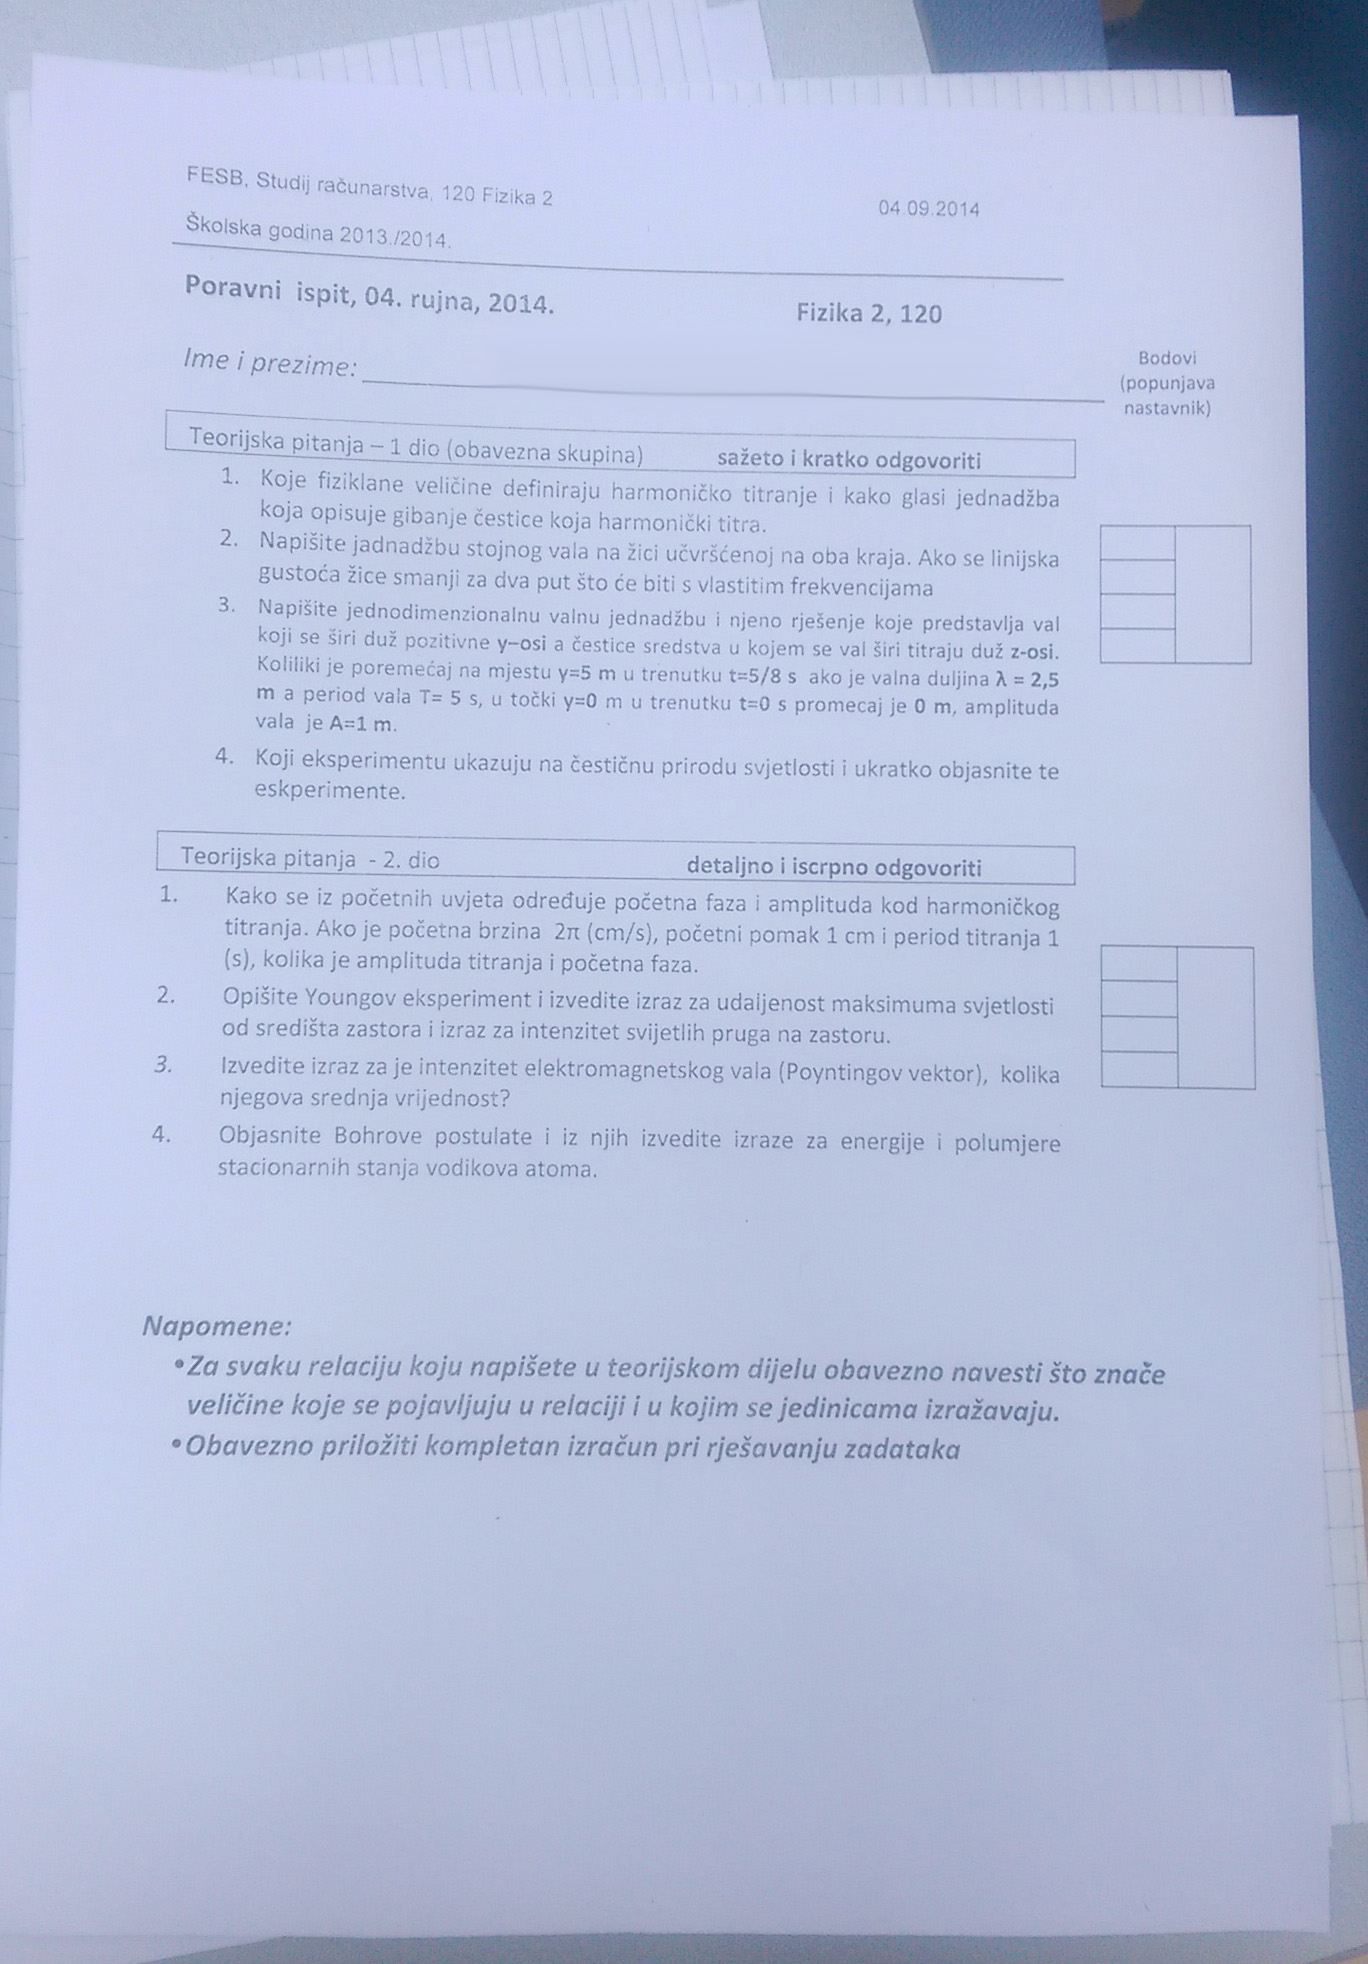 FESB, Studij računarstva, 120 Fizika 2
04.09.2014
Školska godina 2013./2014.
Poravni ispit, 04. rujna, 2014.
Fizika 2, 120
Ime i prezime:
Bodovi
(popunjava
nastavnik)
Teorijska pitanja – 1 dio (obavezna skupina) sažeto i kratko odgovoriti
1. Koje fiziklane veličine definiraju harmoničko titranje i kako glasi jednadžba
koja opisuje gibanje čestice koja harmonički titra.
2. Napišite jadnadžbu stojnog vala na žici učvršćenoj na oba kraja. Ako se linijska
gustoća žice smanji za dva put što će biti s vlastitim frekvencijama
3. Napišite jednodimenzionalnu valnu jednadžbu i njeno rješenje koje predstavlja val
koji se širi duž pozitivne y–osi a čestice sredstva u kojem se val širi titraju duž z-osi.
Koliliki je poremećaj na mjestu y=5 m u trenutku t=5/8 s ako je valna duljina λ = 2,5
m a period vala T= 5 s, u točki y=0 m u trenutku t=0 s promecaj je 0 m, amplituda
vala je A=1 m.
4. Koji eksperimentu ukazuju na čestičnu prirodu svjetlosti i ukratko objasnite te
eskperimente.
Teorijska pitanja - 2. dio detaljno i iscrpno odgovoriti
1. Kako se iz početnih uvjeta određuje početna faza i amplituda kod harmoničkog
titranja. Ako je početna brzina 2π (cm/s), početni pomak 1 cm i period titranja 1
(s), kolika je amplituda titranja i početna faza.
2. Opišite Youngov eksperiment i izvedite izraz za udaljenost maksimuma svjetlosti
od središta zastora i izraz za intenzitet svijetlih pruga na zastoru.
3. Izvedite izraz za je intenzitet elektromagnetskog vala (Poyntingov vektor), kolika
njegova srednja vrijednost?
4. Objasnite Bohrove postulate i iz njih izvedite izraze za energije i polumjere
stacionarnih stanja vodikova atoma.
Napomene:
•Za svaku relaciju koju napišete u teorijskom dijelu obavezno navesti što znače
veličine koje se pojavljuju u relaciji i u kojim se jedinicama izražavaju.
•Obavezno priložiti kompletan izračun pri rješavanju zadataka